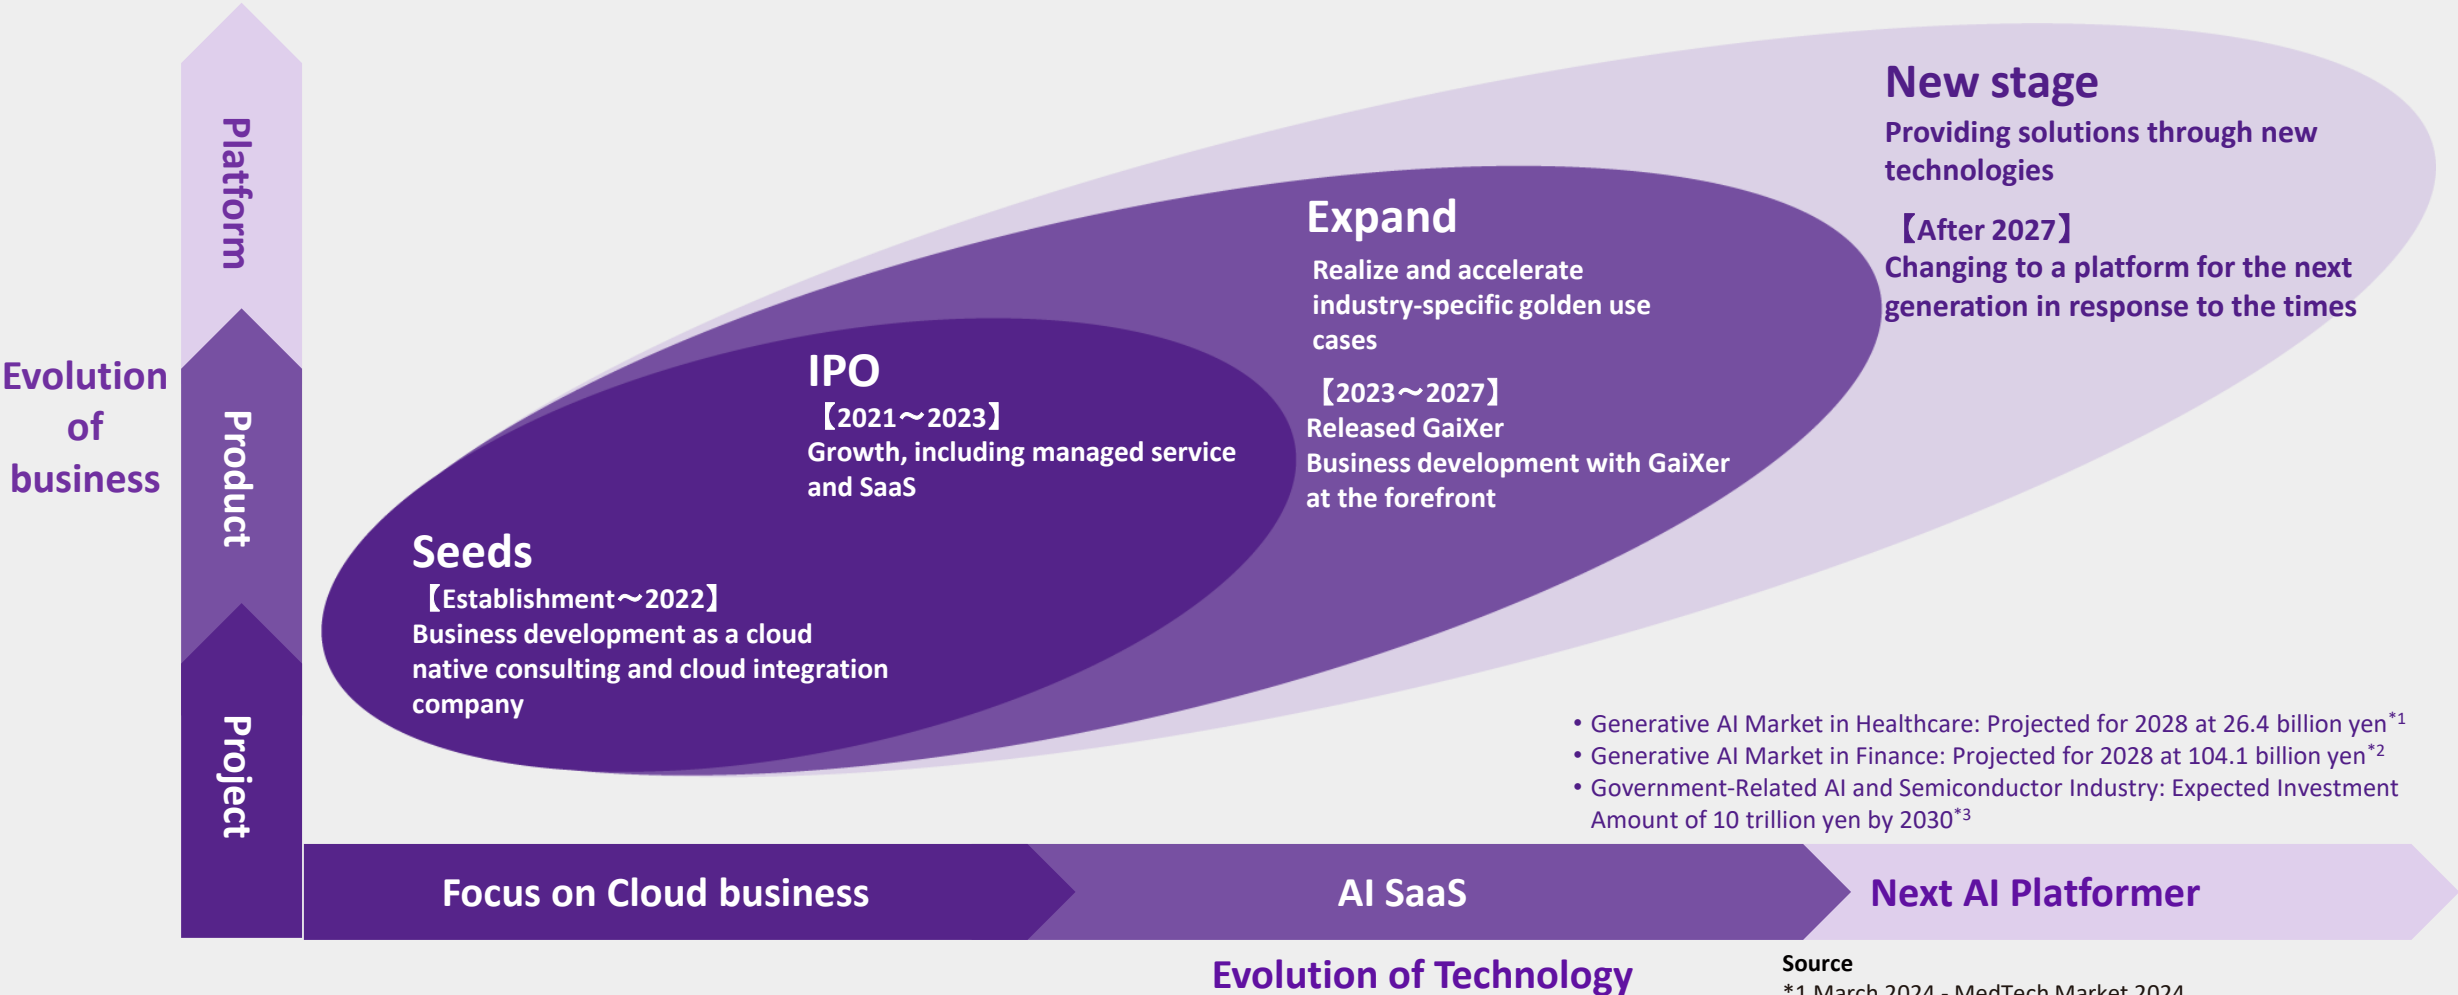 Platform
Product
Project
Evolution
of
business
New stage
Providing solutions through new
technologies
【After 2027】
Changing to a platform for the next
generation in response to the times
Expand
Realize and accelerate
industry-specific golden use
cases
【2023～2027】
Released GaiXer
Business development with GaiXer
at the forefront
IPO
【2021～2023】
Growth, including managed service
and SaaS
Seeds
【Establishment～2022】
Business development as a cloud
native consulting and cloud integration
company
• Generative AI Market in Healthcare: Projected for 2028 at 26.4 billion yen*1
• Generative AI Market in Finance: Projected for 2028 at 104.1 billion yen*2
• Government-Related AI and Semiconductor Industry: Expected Investment
Amount of 10 trillion yen by 2030*3
Focus on Cloud business
AI SaaS
Next AI Platformer
Evolution of Technology
Source
*1 March 2024 - MedTech Market 2024